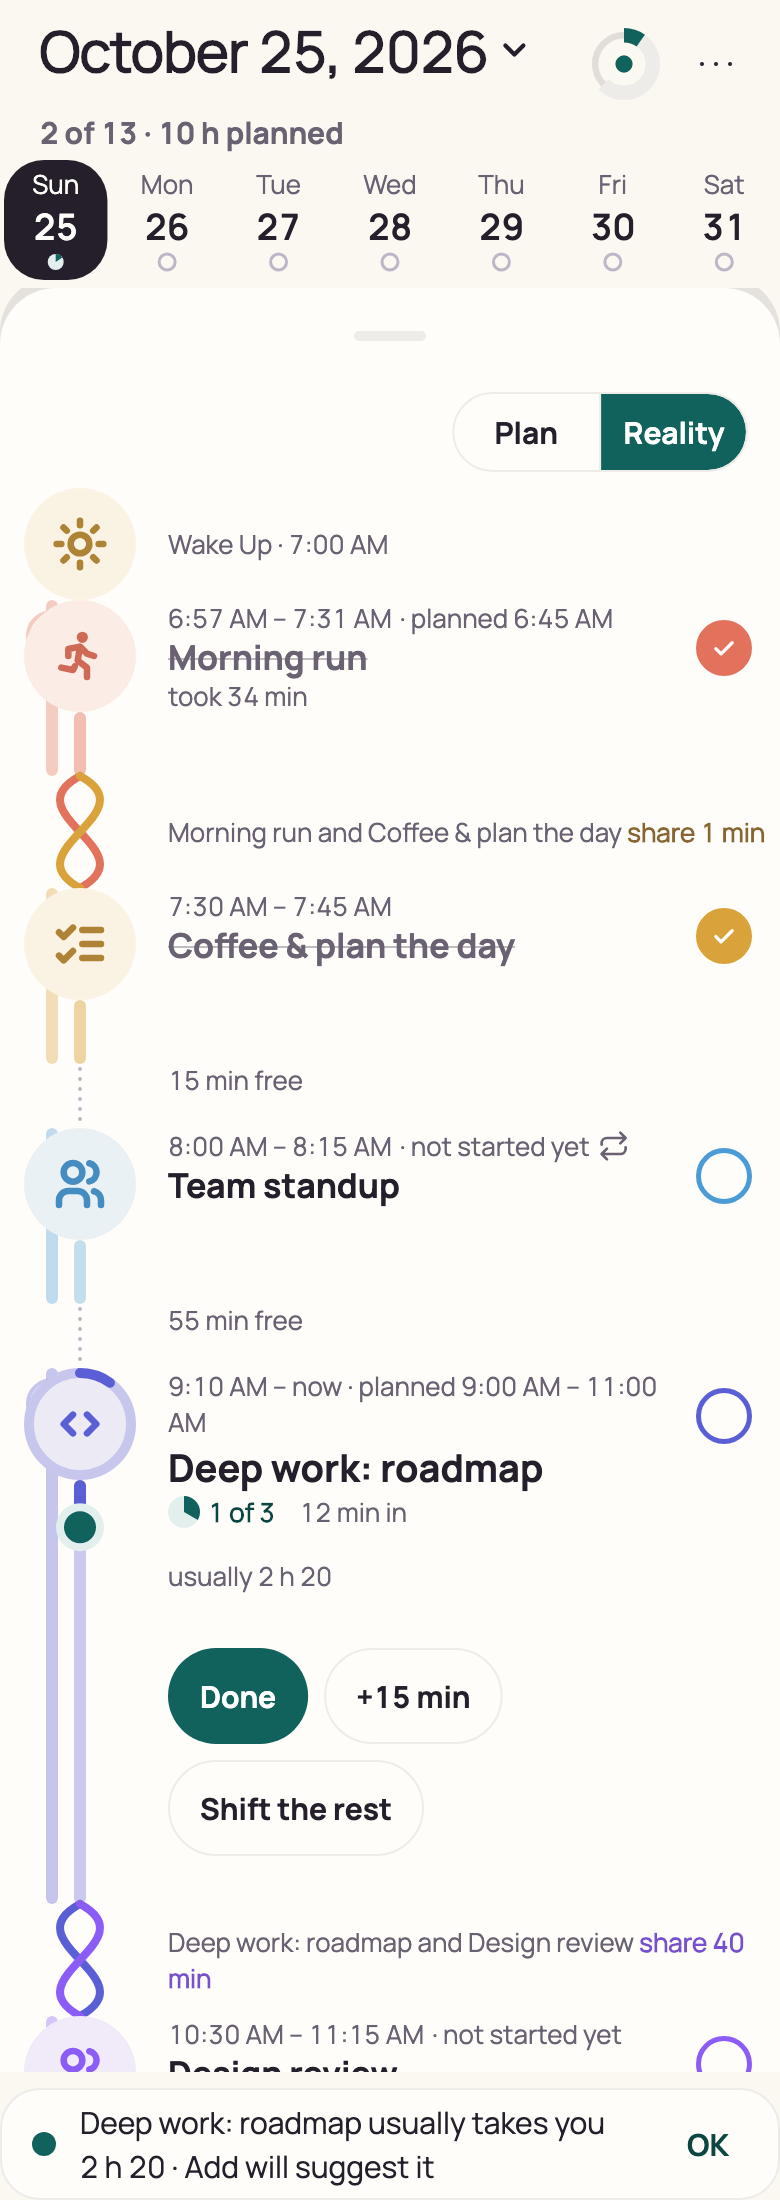 October 25, 2026
2 of 13 · 10 h planned
Sun Mon Tue Wed Thu Fri Sat
25 26 27 28 29 30 31
Plan Reality
Wake Up · 7:00 AM
6:57 AM – 7:31 AM · planned 6:45 AM
Morning run
took 34 min
Morning run and Coffee & plan the day share 1 min
7:30 AM – 7:45 AM
Coffee & plan the day
15 min free
8:00 AM – 8:15 AM · not started yet
Team standup
55 min free
9:10 AM – now · planned 9:00 AM – 11:00
AM
Deep work: roadmap
1 of 3 12 min in
usually 2 h 20
Done +15 min
Shift the rest
Deep work: roadmap and Design review share 40
min
10:30 AM – 11:15 AM · not started yet
Design review
Deep work: roadmap usually takes you
2 h 20 · Add will suggest it
OK